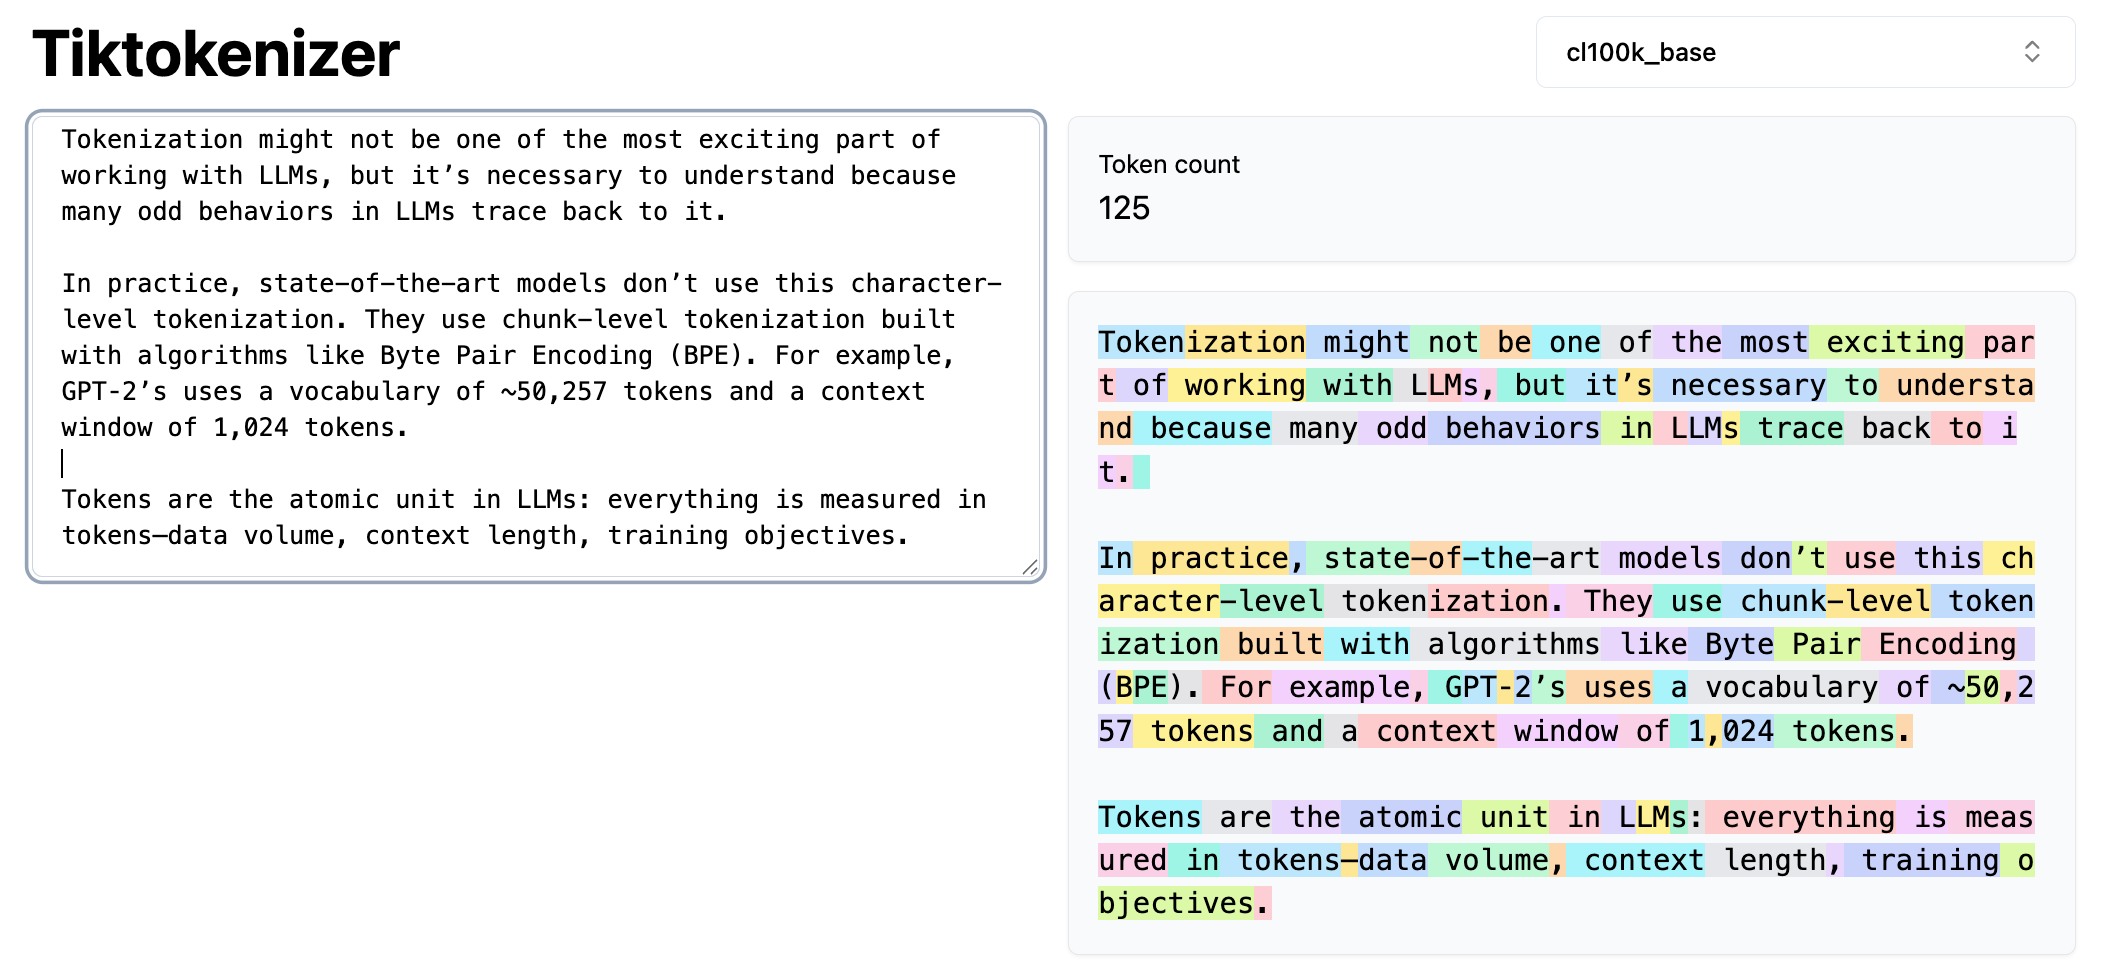 Tiktokenizer
cl100k_base
Tokenization might not be one of the most exciting part of
working with LLMs, but it’s necessary to understand because
many odd behaviors in LLMs trace back to it.
In practice, state-of-the-art models don’t use this character-
level tokenization. They use chunk-level tokenization built
with algorithms like Byte Pair Encoding (BPE). For example,
GPT-2’s uses a vocabulary of ~50,257 tokens and a context
window of 1,024 tokens.
Tokens are the atomic unit in LLMs: everything is measured in
tokens—data volume, context length, training objectives.
Token count
125
Tokenization might not be one of the most exciting par
t of working with LLMs, but it’s necessary to understa
nd because many odd behaviors in LLMs trace back to i
t.
In practice, state-of-the-art models don’t use this ch
aracter-level tokenization. They use chunk-level token
ization built with algorithms like Byte Pair Encoding
(BPE). For example, GPT-2’s uses a vocabulary of ~50,2
57 tokens and a context window of 1,024 tokens.
Tokens are the atomic unit in LLMs: everything is meas
ured in tokens—data volume, context length, training o
bjectives.